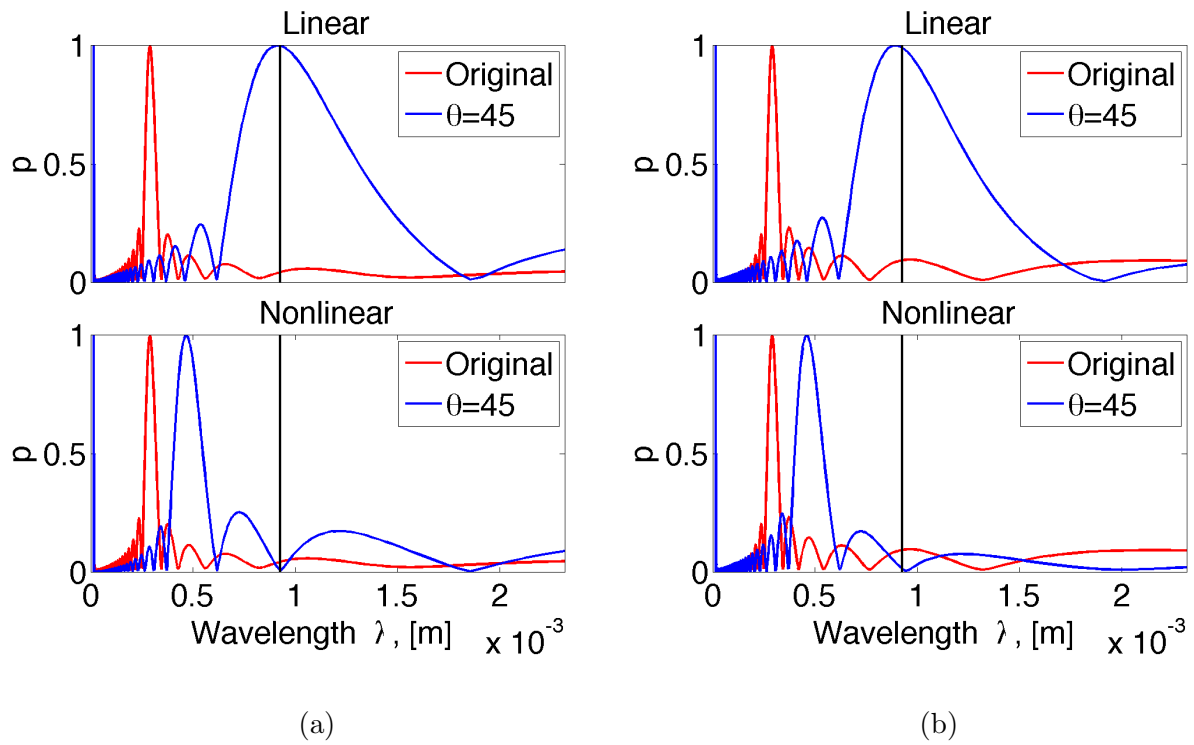 Linear
1
0.5
0
p
Original
θ=45
Nonlinear
1
0.5
0
p
Original
θ=45
0 0.5 1 1.5 2
Wavelength λ, [m] x 10^-3
(a)
Linear
1
0.5
0
p
Original
θ=45
Nonlinear
1
0.5
0
p
Original
θ=45
0 0.5 1 1.5 2
Wavelength λ, [m] x 10^-3
(b)